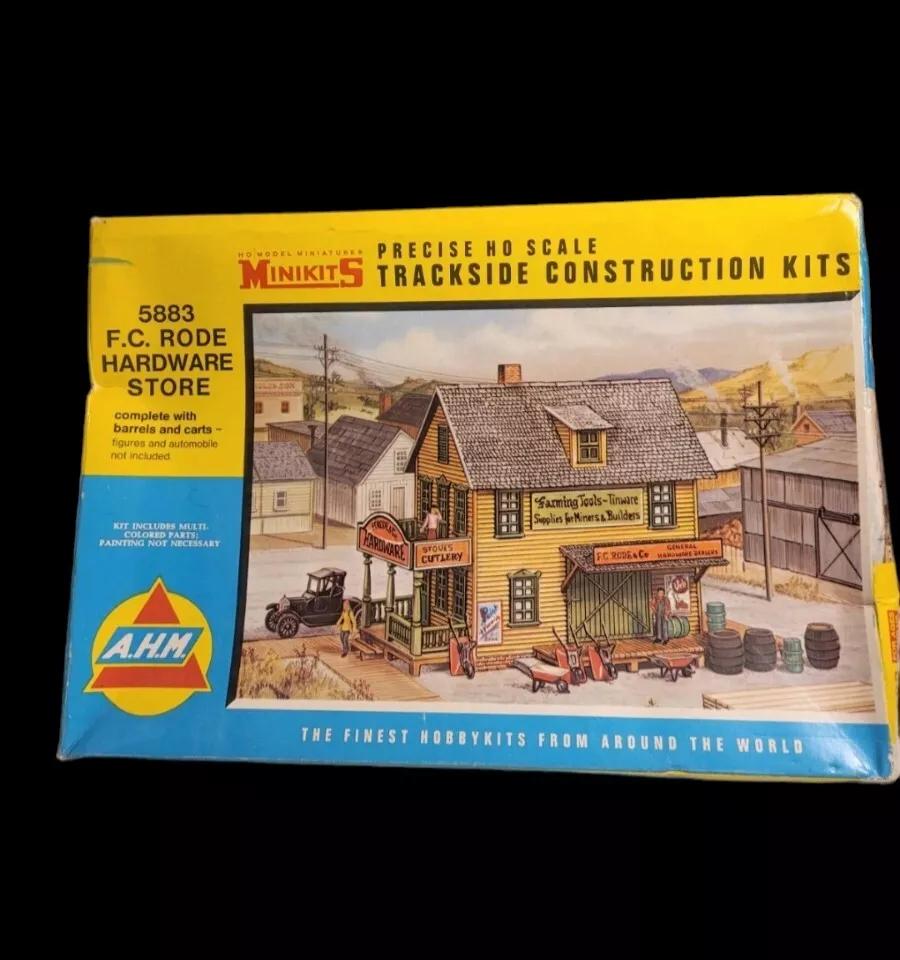 HO MODEL MINIATURES
MINIKITS
PRECISE HO SCALE
TRACKSIDE CONSTRUCTION KITS
5883
F.C. RODE
HARDWARE
STORE
complete with
barrels and carts –
figures and automobile
not included
KIT INCLUDES MULTI-
COLORED PARTS;
PAINTING NOT NECESSARY
A.H.M.
HARDWARE
STOVES
CUTLERY
Farming Tools – Tinware
Supplies for Miners & Builders
F.C. RODE & Co
GENERAL
HARDWARE DEALERS
THE FINEST HOBBYKITS FROM AROUND THE WORLD